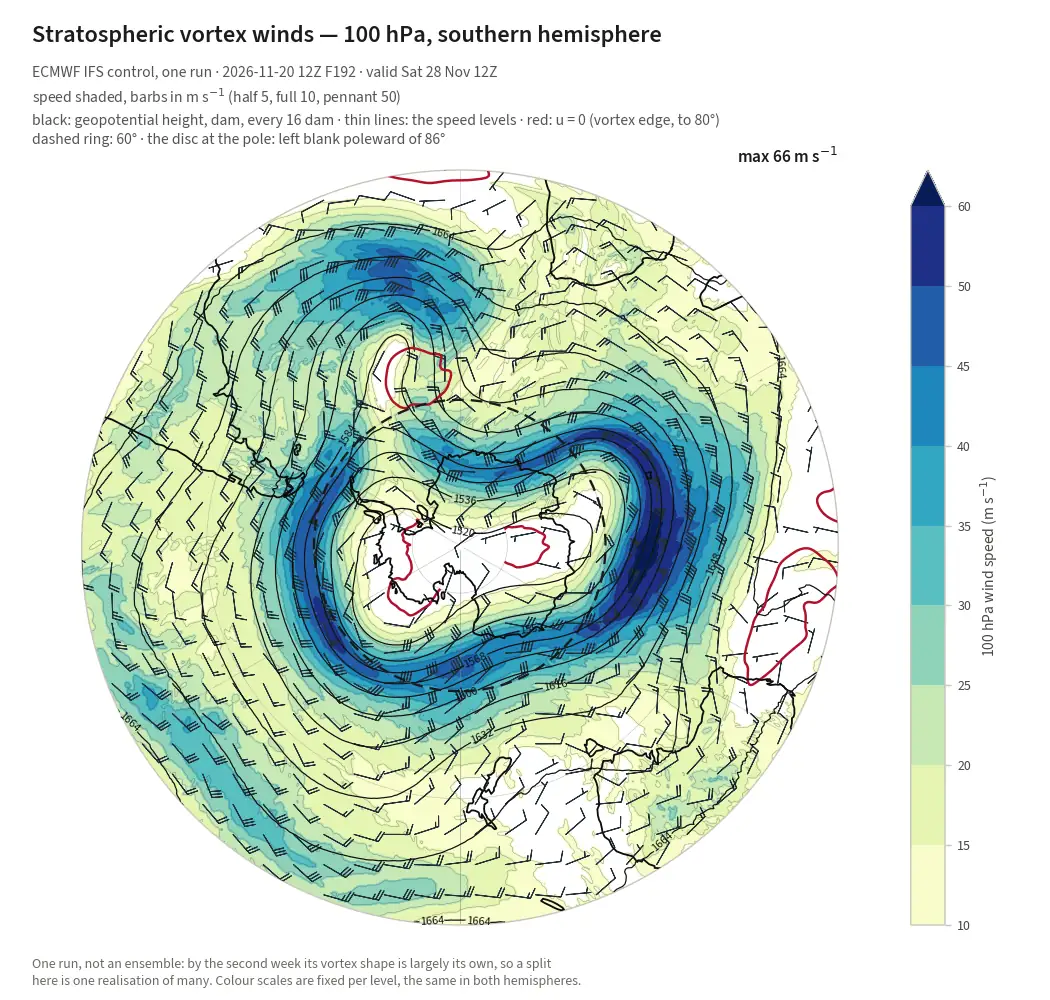 Stratospheric vortex winds — 100 hPa, southern hemisphere
ECMWF IFS control, one run · 2026-11-20 12Z F192 · valid Sat 28 Nov 12Z
speed shaded, barbs in m s⁻¹ (half 5, full 10, pennant 50)
black: geopotential height, dam, every 16 dam · thin lines: the speed levels · red: u = 0 (vortex edge, to 80°)
dashed ring: 60° · the disc at the pole: left blank poleward of 86°
max 66 m s⁻¹
1664
1664
1584
1536
1520
1648
1568
1600
1616
1632
1664
1664
1664 1664
60
50
45
40
35
30
25
20
15
10
100 hPa wind speed (m s⁻¹)
One run, not an ensemble: by the second week its vortex shape is largely its own, so a split
here is one realisation of many. Colour scales are fixed per level, the same in both hemispheres.